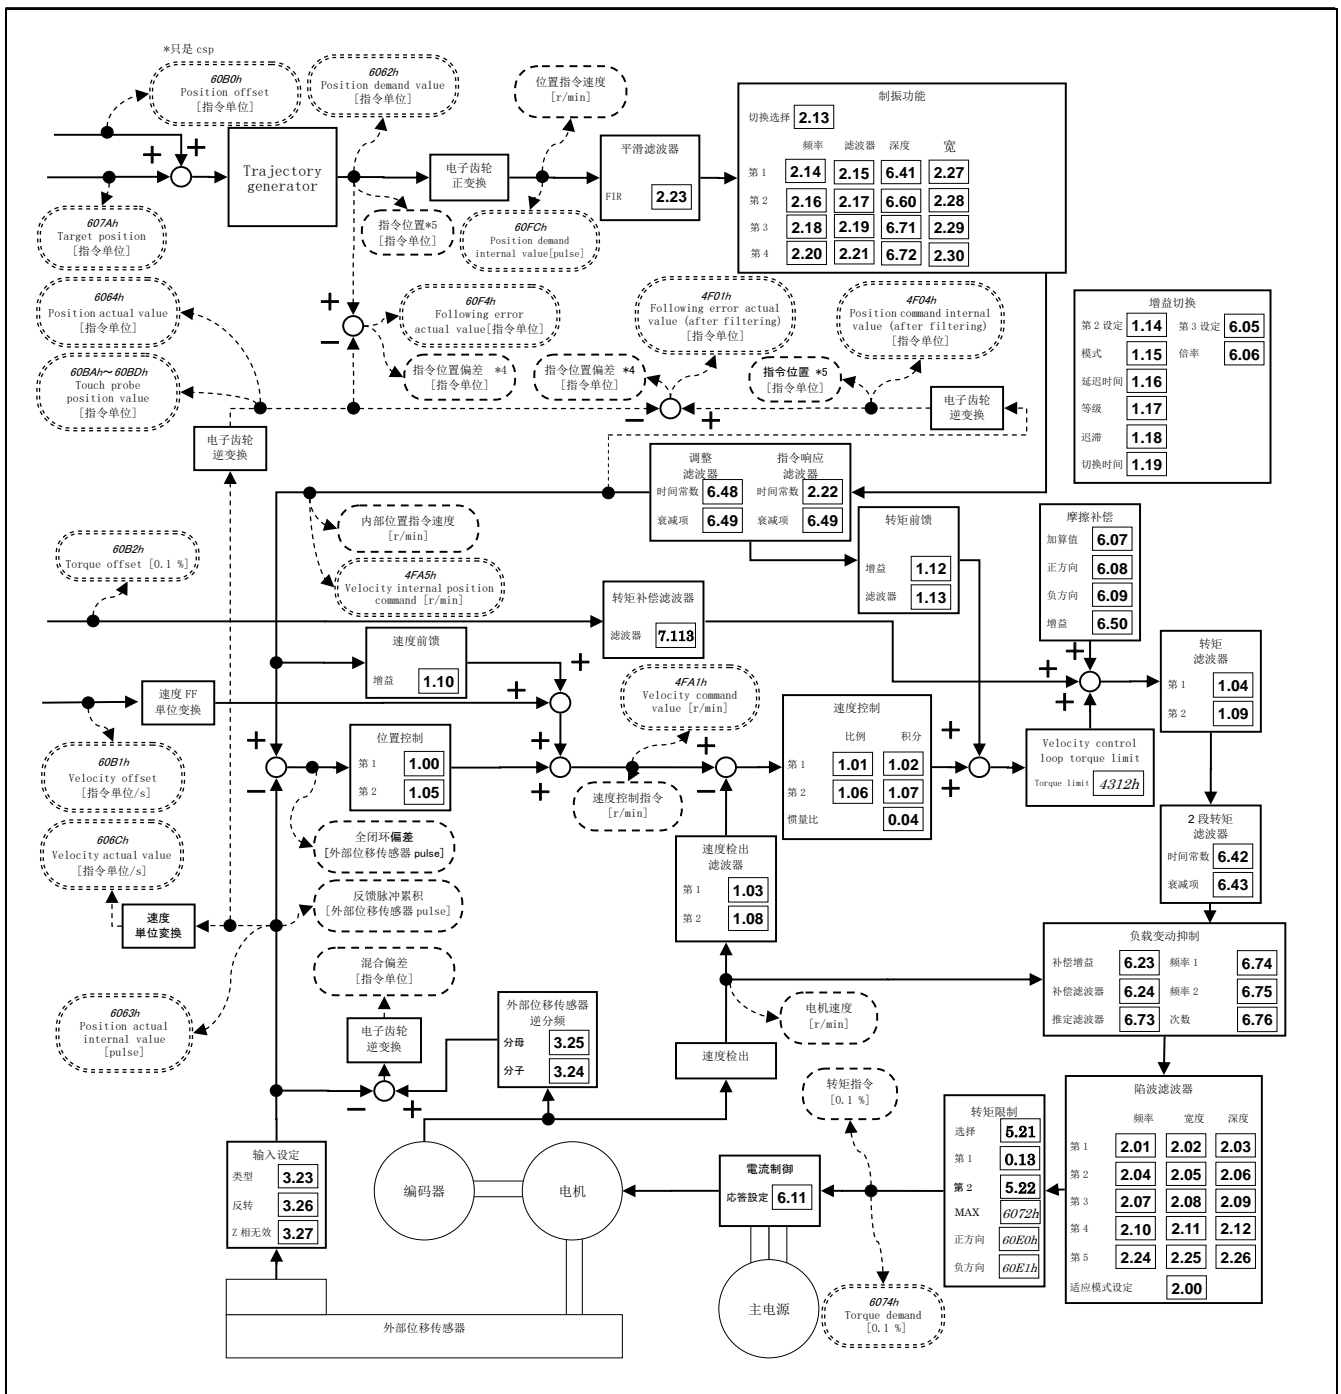 *只是 csp
60B0h
Position offset
[指令单位]
6062h
Position demand value
[指令单位]
位置指令速度
[r/min]
制振功能
切换选择 2.13
频率 滤波器 深度 宽
第 1 2.14 2.15 6.41 2.27
第 2 2.16 2.17 6.60 2.28
第 3 2.18 2.19 6.71 2.29
第 4 2.20 2.21 6.72 2.30
+ +
Trajectory
generator
电子齿轮
正变换
平滑滤波器
FIR 2.23
607Ah
Target position
[指令单位]
指令位置*5
[指令单位]
60FCh
Position demand
internal value[pulse]
6064h
Position actual value
[指令单位]
60F4h
Following error
actual value[指令单位]
4F01h
Following error actual
value (after filtering)
[指令单位]
4F04h
Position command internal
value (after filtering)
[指令单位]
+
−
指令位置偏差 *4
[指令单位]
指令位置偏差 *4
[指令单位]
指令位置 *5
[指令单位]
60BAh~60BDh
Touch probe
position value
[指令单位]
− +
电子齿轮
逆变换
增益切换
第 2 设定 1.14 第 3 设定 6.05
模式 1.15 倍率 6.06
延迟时间 1.16
等级 1.17
迟滞 1.18
切换时间 1.19
电子齿轮
逆变换
调整
滤波器
指令响应
滤波器
时间常数 6.48 时间常数 2.22
衰减项 6.49 衰减项 6.49
内部位置指令速度
[r/min]
转矩前馈
增益 1.12
滤波器 1.13
摩擦补偿
加算值 6.07
正方向 6.08
负方向 6.09
增益 6.50
60B2h
Torque offset [0.1 %]
4FA5h
Velocity internal position
command [r/min]
转矩补偿滤波器
滤波器 7.113
速度前馈
增益 1.10
+
+
+
+
+
转矩
滤波器
第 1 1.04
第 2 1.09
速度 FF
単位变换
4FA1h
Velocity command
value [r/min]
速度控制
比例 积分
第 1 1.01 1.02
第 2 1.06 1.07
惯量比 0.04
60B1h
Velocity offset
[指令单位/s]
+
−
位置控制
第 1 1.00
第 2 1.05
+
+
+
−
+
+
Velocity control
loop torque limit
Torque limit 4312h
速度控制指令
[r/min]
606Ch
Velocity actual value
[指令单位/s]
全闭环偏差
[外部位移传感器 pulse]
速度检出
滤波器
第 1 1.03
第 2 1.08
2 段转矩
滤波器
时间常数 6.42
衰减项 6.43
速度
単位変換
反馈脉冲累积
[外部位移传感器 pulse]
负载变动抑制
补偿增益 6.23 频率 1 6.74
补偿滤波器 6.24 频率 2 6.75
推定滤波器 6.73 次数 6.76
混合偏差
[指令单位]
6063h
Position actual
internal value
[pulse]
电子齿轮
逆变换
外部位移传感器
逆分频
分母 3.25
分子 3.24
电机速度
[r/min]
速度检出
− +
转矩指令
[0.1 %]
转矩限制
选择 5.21
第 1 0.13
第 2 5.22
MAX 6072h
正方向 60E0h
负方向 60E1h
陷波滤波器
频率 宽度 深度
第 1 2.01 2.02 2.03
第 2 2.04 2.05 2.06
第 3 2.07 2.08 2.09
第 4 2.10 2.11 2.12
第 5 2.24 2.25 2.26
适应模式设定 2.00
输入设定
类型 3.23
反转 3.26
Z 相无效 3.27
编码器
电机
電流制御
応答設定 6.11
主电源
6074h
Torque demand
[0.1 %]
外部位移传感器